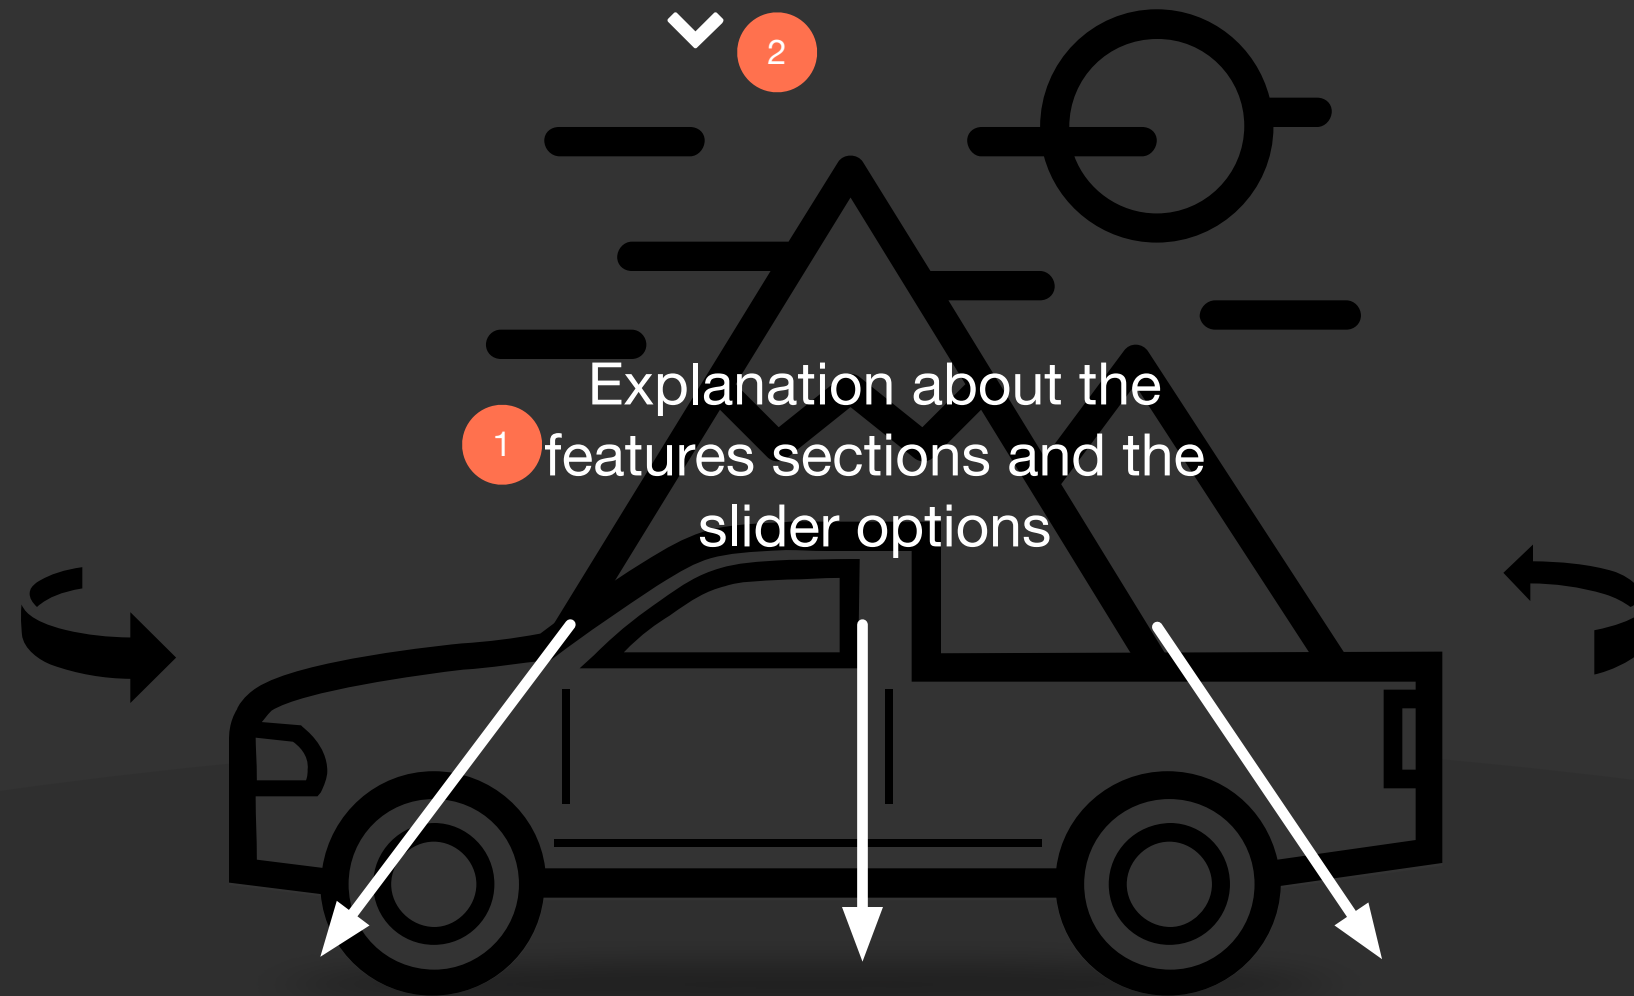 2
Explanation about the
1
features sections and the
slider options